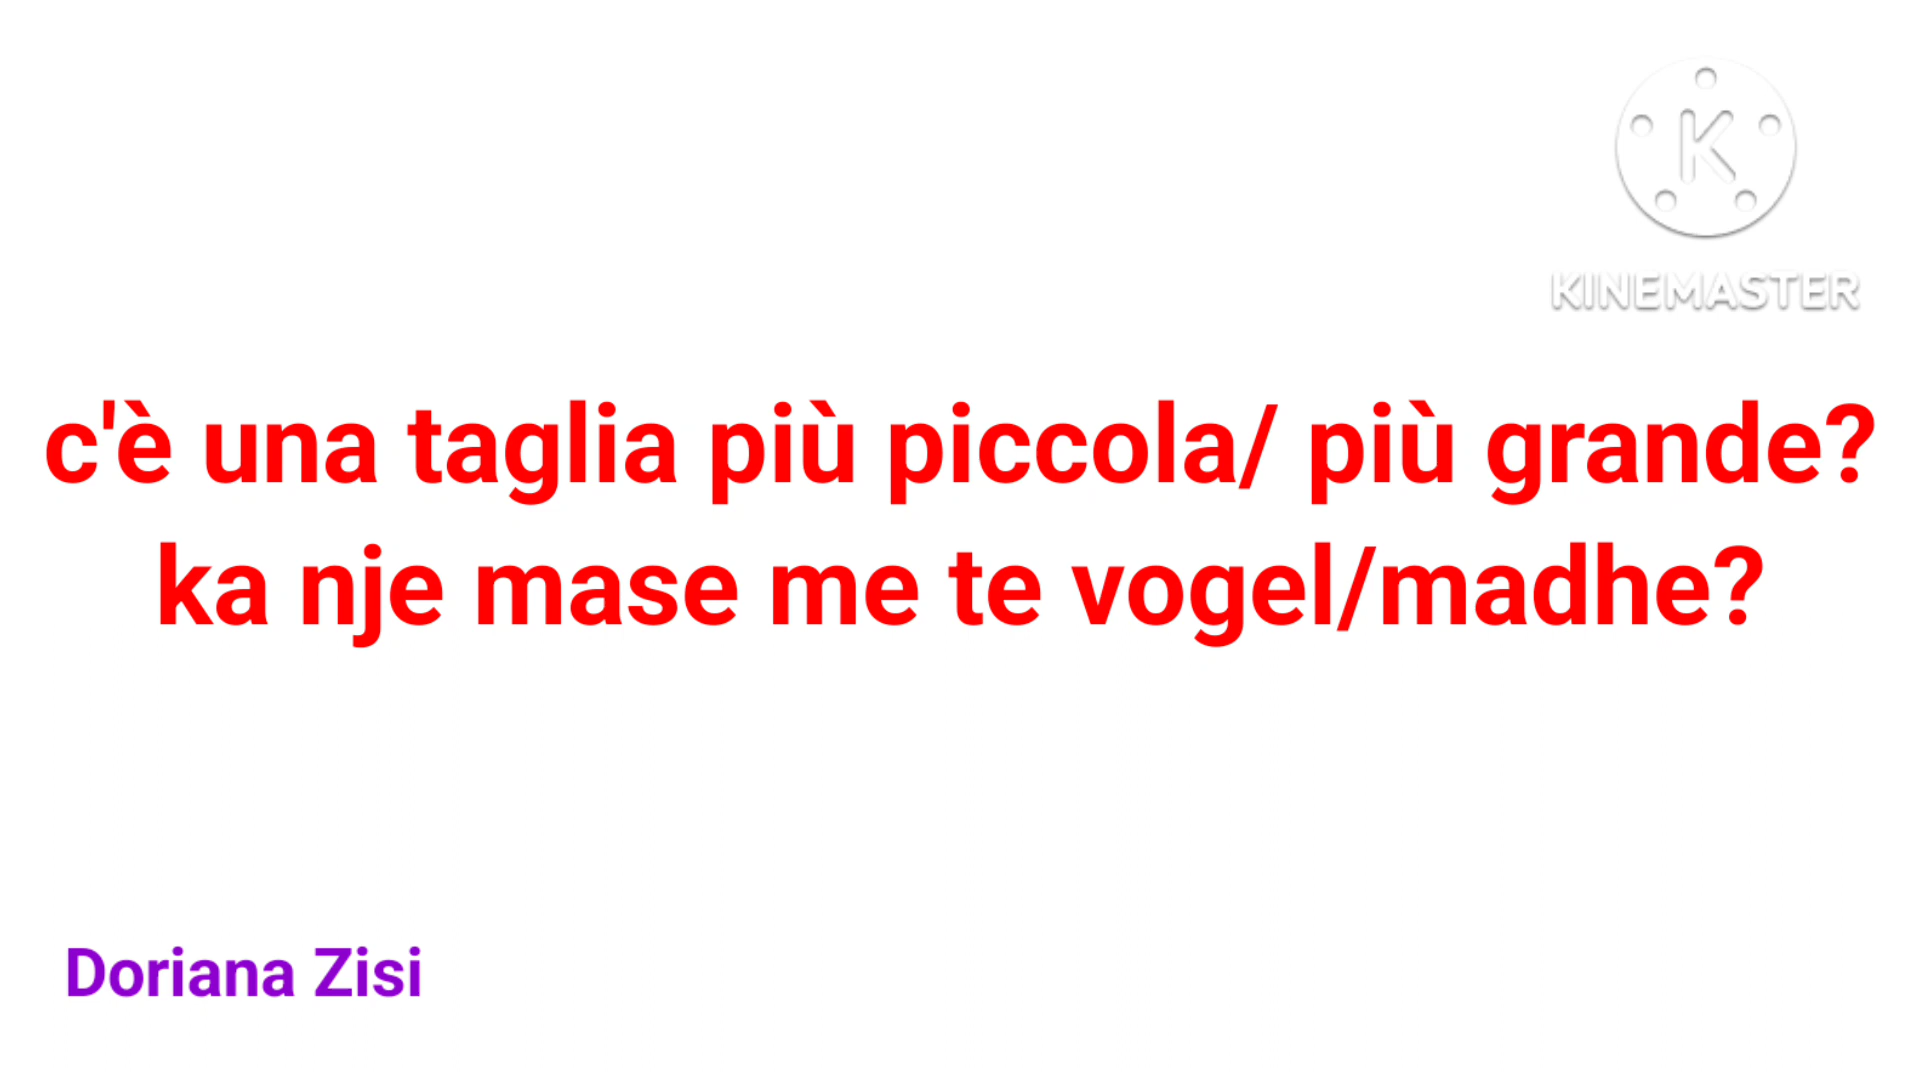 K
KINEMASTER
c'è una taglia più piccola/ più grande?
ka nje mase me te vogel/madhe?
Doriana Zisi